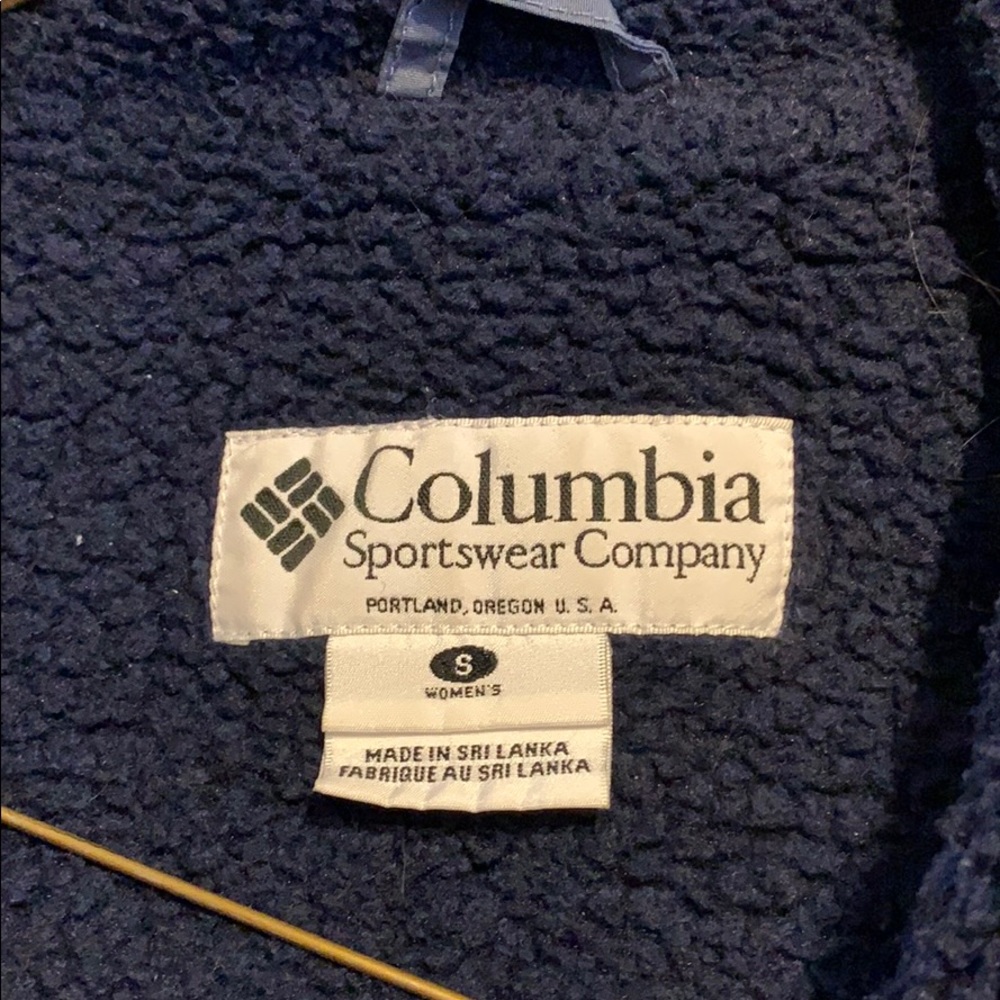 Columbia
Sportswear Company
PORTLAND, OREGON U. S. A.
S
WOMEN'S
MADE IN SRI LANKA
FABRIQUE AU SRI LANKA